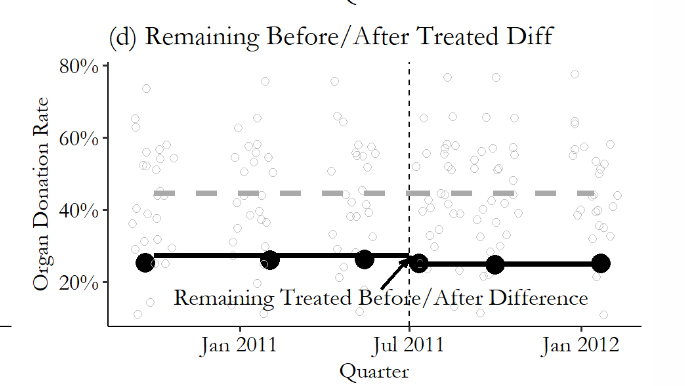 (d) Remaining Before/After Treated Diff
80%
60%
40%
20%
Organ Donation Rate
Remaining Treated Before/After Difference
Jan 2011
Jul 2011
Jan 2012
Quarter